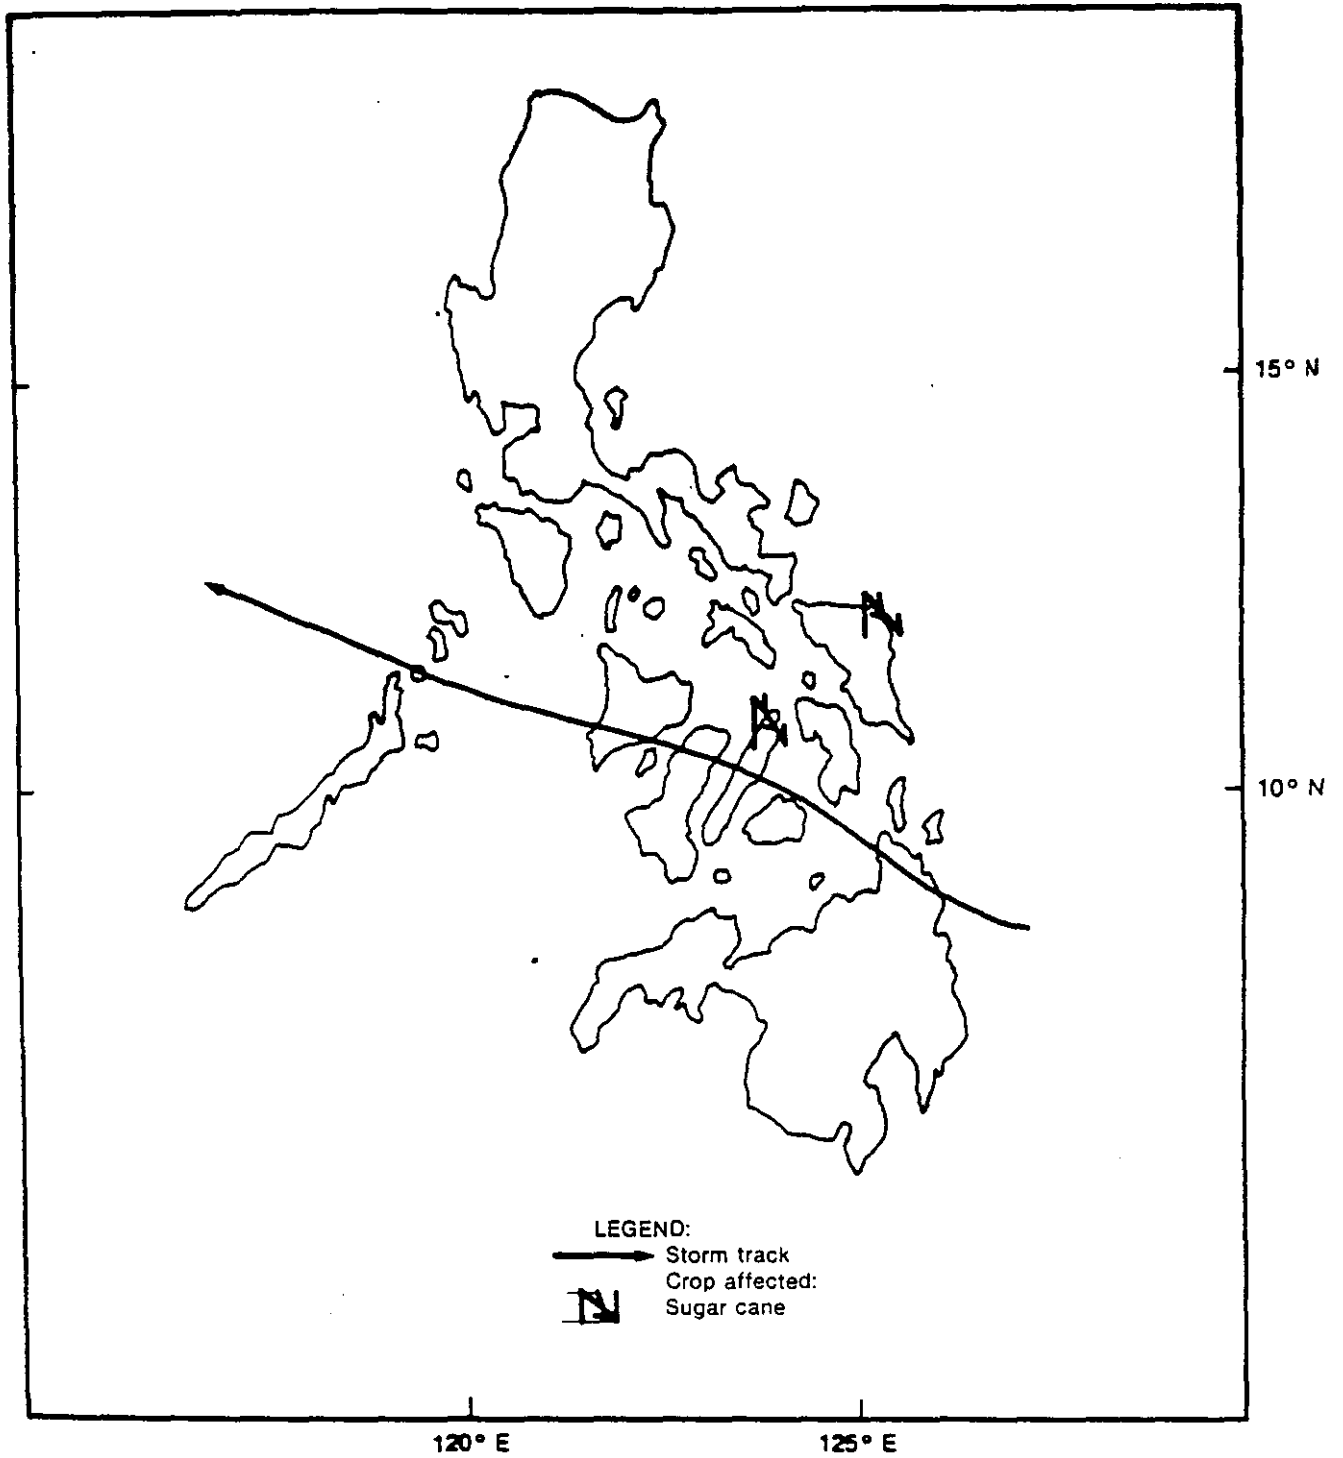 15° N
10° N
LEGEND:
Storm track
Crop affected:
Sugar cane
120° E
125° E